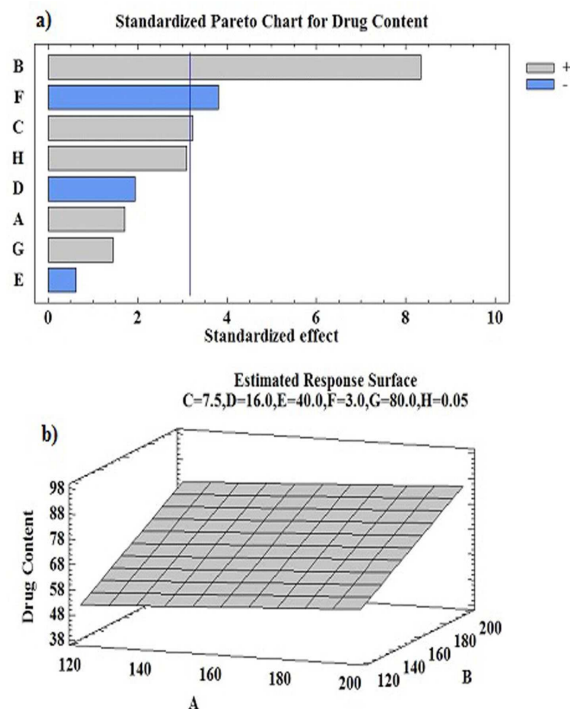 a)
Standardized Pareto Chart for Drug Content
B
F
C
H
D
A
G
E
+
-
0 2 4 6 8 10
Standardized effect
Estimated Response Surface
C=7.5,D=16.0,E=40.0,F=3.0,G=80.0,H=0.05
b)
98
88
78
68
58
48
38
Drug Content
120 140 160 180 200
A
120 140 160 180 200
B